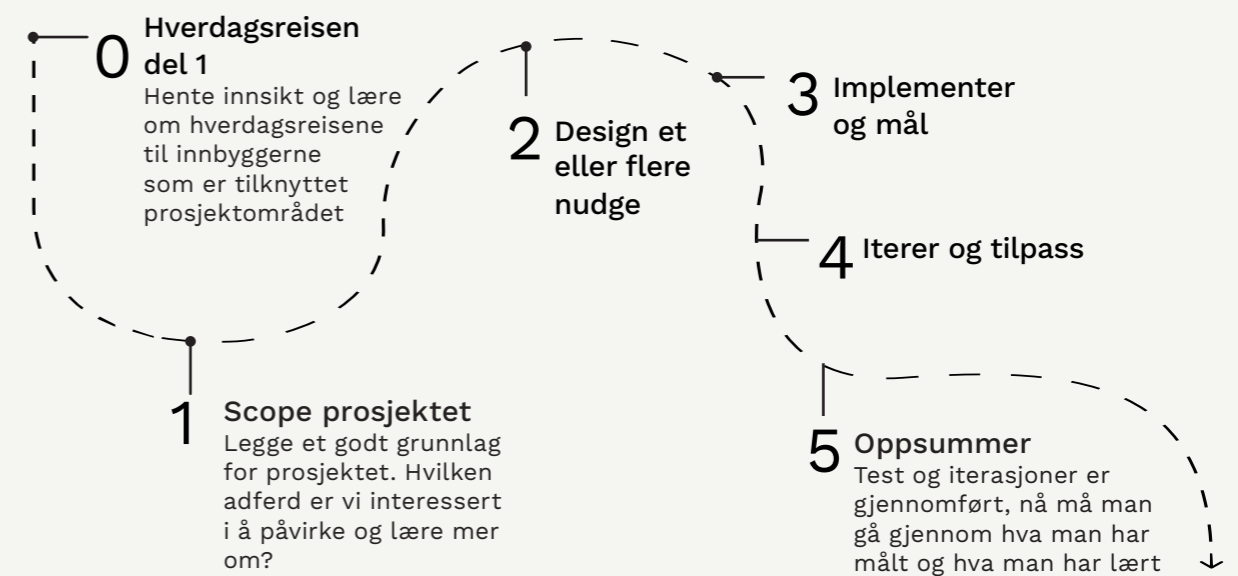 0
Hverdagsreisen
del 1
Hente innsikt og lære
om hverdagsreisene
til innbyggerne
som er tilknyttet
prosjektområdet
1
Scope prosjektet
Legge et godt grunnlag
for prosjektet. Hvilken
adferd er vi interessert
i å påvirke og lære mer
om?
2
Design et
eller flere
nudge
3
Implementer
og mål
4
Iterer og tilpass
5
Oppsummer
Test og iterasjoner er
gjennomført, nå må man
gå gjennom hva man har
målt og hva man har lært